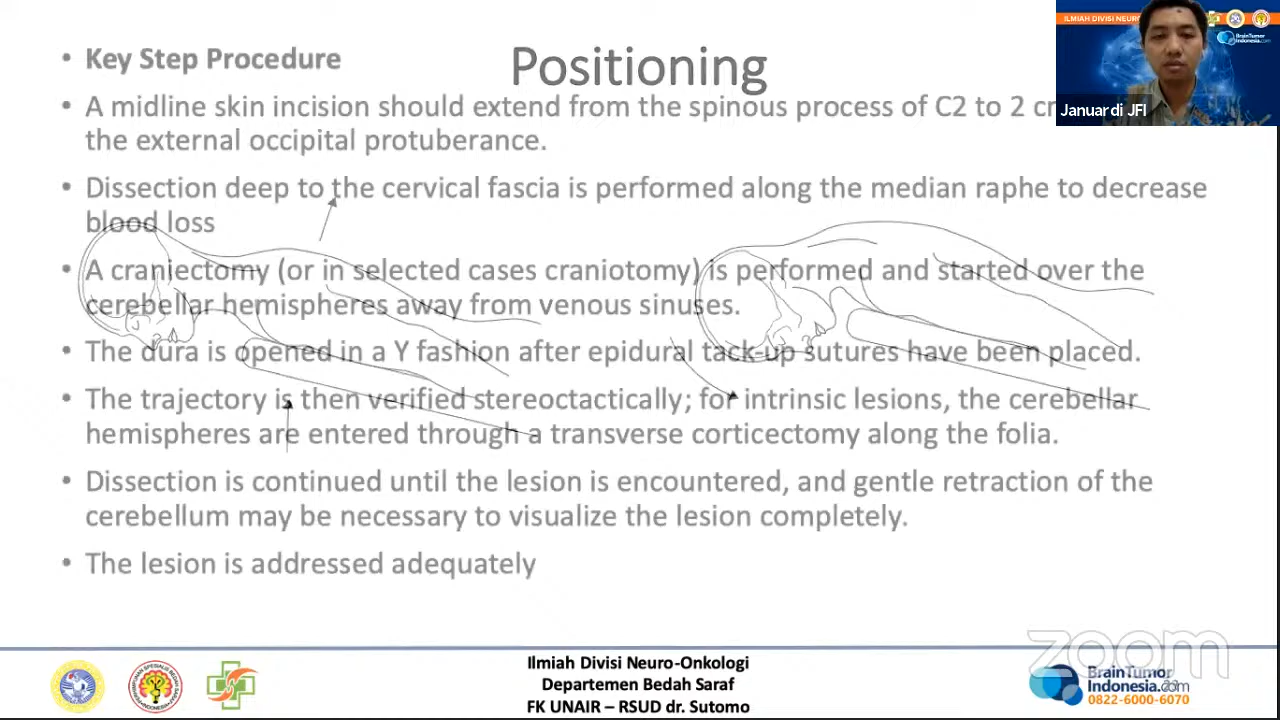 Positioning
• Key Step Procedure
• A midline skin incision should extend from the spinous process of C2 to 2 c
the external occipital protuberance.
• Dissection deep to the cervical fascia is performed along the median raphe to decrease
blood loss
• A craniectomy (or in selected cases craniotomy) is performed and started over the
cerebellar hemispheres away from venous sinuses.
• The dura is opened in a Y fashion after epidural tack-up sutures have been placed.
• The trajectory is then verified stereoctactically; for intrinsic lesions, the cerebellar
hemispheres are entered through a transverse corticectomy along the folia.
• Dissection is continued until the lesion is encountered, and gentle retraction of the
cerebellum may be necessary to visualize the lesion completely.
• The lesion is addressed adequately
ILMIAH DIVISI NEURO
BrainTumor
Indonesia.com
Januardi JFI
Ilmiah Divisi Neuro-Onkologi
Departemen Bedah Saraf
FK UNAIR – RSUD dr. Sutomo
zoom
BrainTumor
Indonesia.com
0822-6000-6070